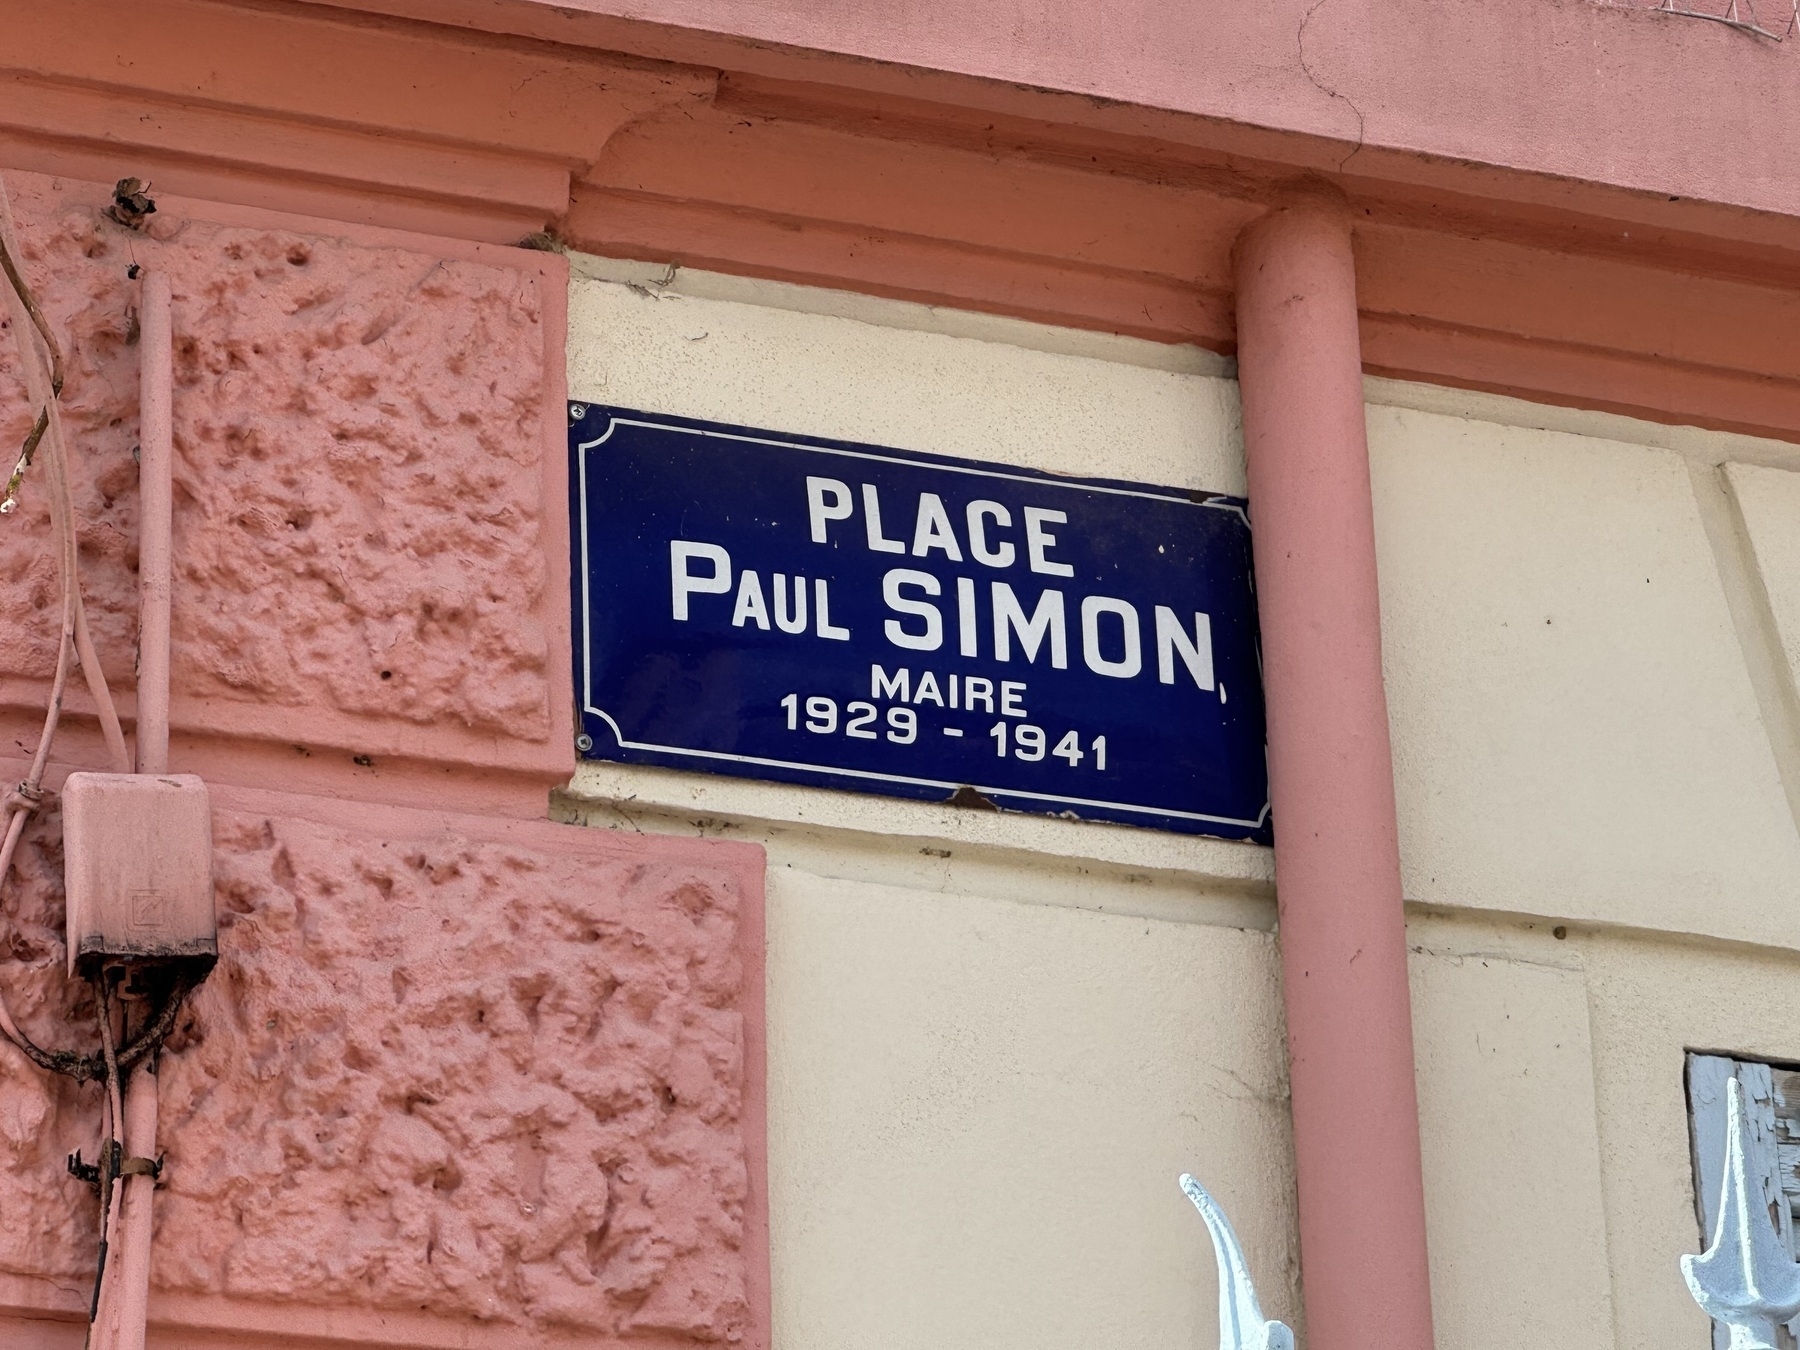 PLACE
PAUL SIMON,
MAIRE
1929 - 1941